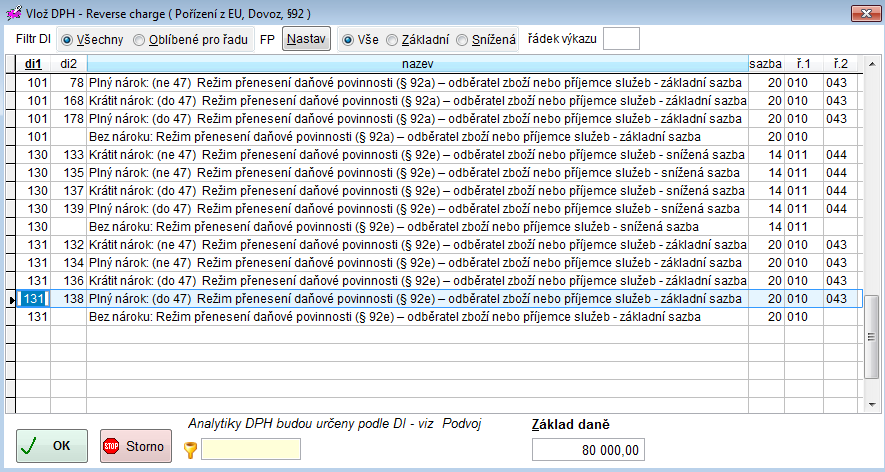 Vlož DPH - Reverse charge ( Pořízení z EU, Dovoz, §92 )
Filtr DI Všechny Oblíbené pro řadu FP Nastav Vše Základní Snížená řádek výkazu
di1 di2 nazev sazba ř.1 ř.2
101 78 Plný nárok: (ne 47) Režim přenesení daňové povinnosti (§ 92a) – odběratel zboží nebo příjemce služeb - základní sazba 20 010 043
101 168 Krátit nárok: (do 47) Režim přenesení daňové povinnosti (§ 92a) – odběratel zboží nebo příjemce služeb - základní sazba 20 010 043
101 178 Plný nárok: (do 47) Režim přenesení daňové povinnosti (§ 92a) – odběratel zboží nebo příjemce služeb - základní sazba 20 010 043
101 Bez nároku: Režim přenesení daňové povinnosti (§ 92a) – odběratel zboží nebo příjemce služeb - základní sazba 20 010
130 133 Krátit nárok: (ne 47) Režim přenesení daňové povinnosti (§ 92e) – odběratel zboží nebo příjemce služeb - snížená sazba 14 011 044
130 135 Plný nárok: (ne 47) Režim přenesení daňové povinnosti (§ 92e) – odběratel zboží nebo příjemce služeb - snížená sazba 14 011 044
130 137 Krátit nárok: (do 47) Režim přenesení daňové povinnosti (§ 92e) – odběratel zboží nebo příjemce služeb - snížená sazba 14 011 044
130 139 Plný nárok: (do 47) Režim přenesení daňové povinnosti (§ 92e) – odběratel zboží nebo příjemce služeb - snížená sazba 14 011 044
130 Bez nároku: Režim přenesení daňové povinnosti (§ 92e) – odběratel zboží nebo příjemce služeb - snížená sazba 14 011
131 132 Krátit nárok: (ne 47) Režim přenesení daňové povinnosti (§ 92e) – odběratel zboží nebo příjemce služeb - základní sazba 20 010 043
131 134 Plný nárok: (ne 47) Režim přenesení daňové povinnosti (§ 92e) – odběratel zboží nebo příjemce služeb - základní sazba 20 010 043
131 136 Krátit nárok: (do 47) Režim přenesení daňové povinnosti (§ 92e) – odběratel zboží nebo příjemce služeb - základní sazba 20 010 043
131 138 Plný nárok: (do 47) Režim přenesení daňové povinnosti (§ 92e) – odběratel zboží nebo příjemce služeb - základní sazba 20 010 043
131 Bez nároku: Režim přenesení daňové povinnosti (§ 92e) – odběratel zboží nebo příjemce služeb - základní sazba 20 010
Analytiky DPH budou určeny podle DI - viz Podvoj Základ daně
OK STOP Storno 80 000,00